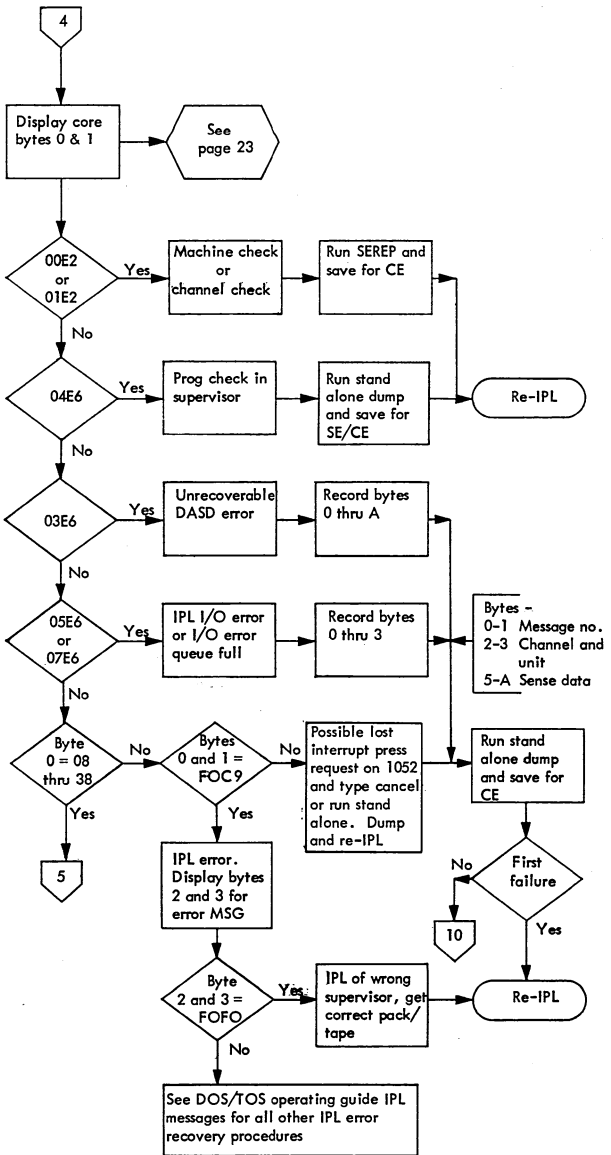 4
Display core
bytes 0 & 1
See
page 23
00E2
or
01E2
Yes
Machine check
or
channel check
Run SEREP and
save for CE
No
04E6
Yes
Prog check in
supervisor
Run stand
alone dump
and save for
SE/CE
Re-IPL
No
03E6
Yes
Unrecoverable
DASD error
Record bytes
0 thru A
No
05E6
or
07E6
Yes
IPL I/O error
or I/O error
queue full
Record bytes
0 thru 3
Bytes -
0-1 Message no.
2-3 Channel and
unit
5-A Sense data
No
Byte
0 = 08
thru 38
No
Bytes
0 and 1 =
FOC9
No
Possible lost
interrupt press
request on 1052
and type cancel
or run stand
alone. Dump
and re-IPL
Run stand
alone dump
and save for
CE
Yes
5
Yes
IPL error.
Display bytes
2 and 3 for
error MSG
First
failure
No
10
Yes
Byte
2 and 3 =
FOFO
Yes
IPL of wrong
supervisor, get
correct pack/
tape
Re-IPL
No
See DOS/TOS operating guide IPL
messages for all other IPL error
recovery procedures